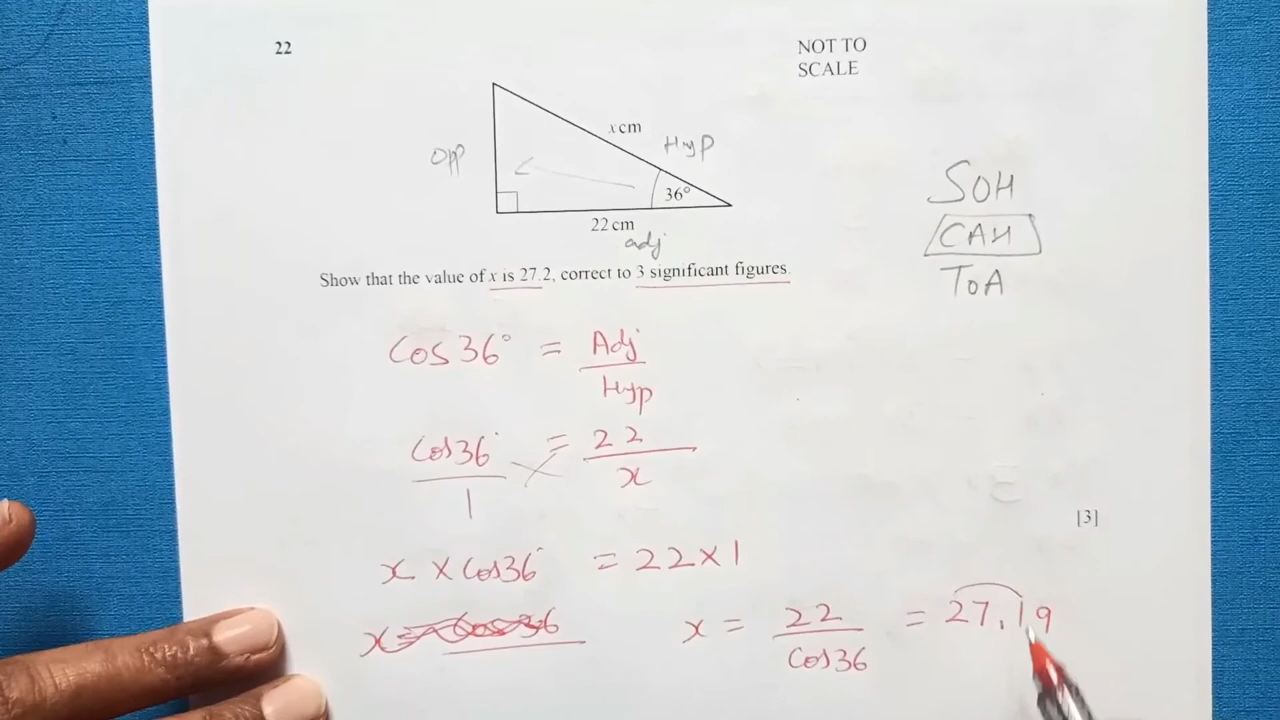 22
NOT TO
SCALE
x cm
Hyp
Opp
36°
22 cm
adj
SOH
CAH
TOA
Show that the value of x is 27.2, correct to 3 significant figures.
Cos 36° = Adj
Hyp
Cos 36° = 22
1 x
[3]
x × Cos36° = 22 × 1
x = Cos 36 x = 22 = 27.19
Cos 36